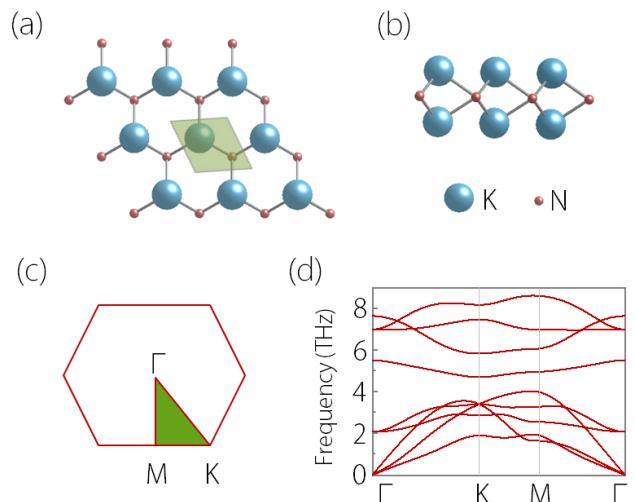 (a)
(b)
K N
(c)
Γ
M K
(d)
Frequency (THz)
8
6
4
2
0
Γ K M Γ